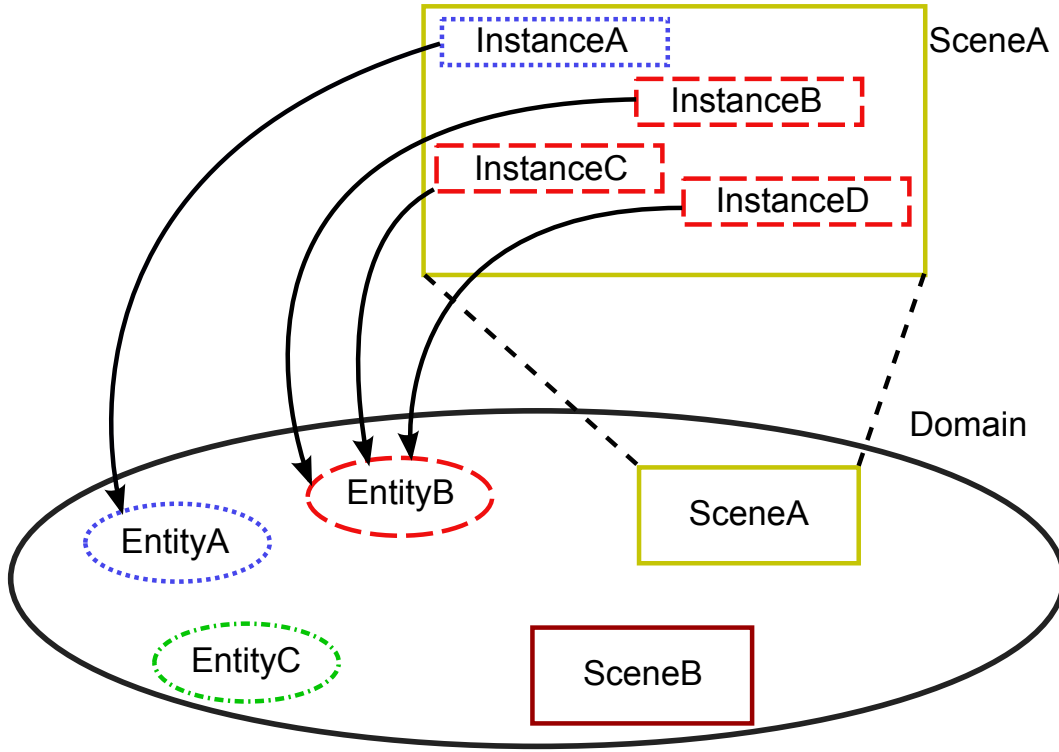 InstanceA
SceneA
InstanceB
InstanceC
InstanceD
Domain
EntityB
SceneA
EntityA
EntityC
SceneB